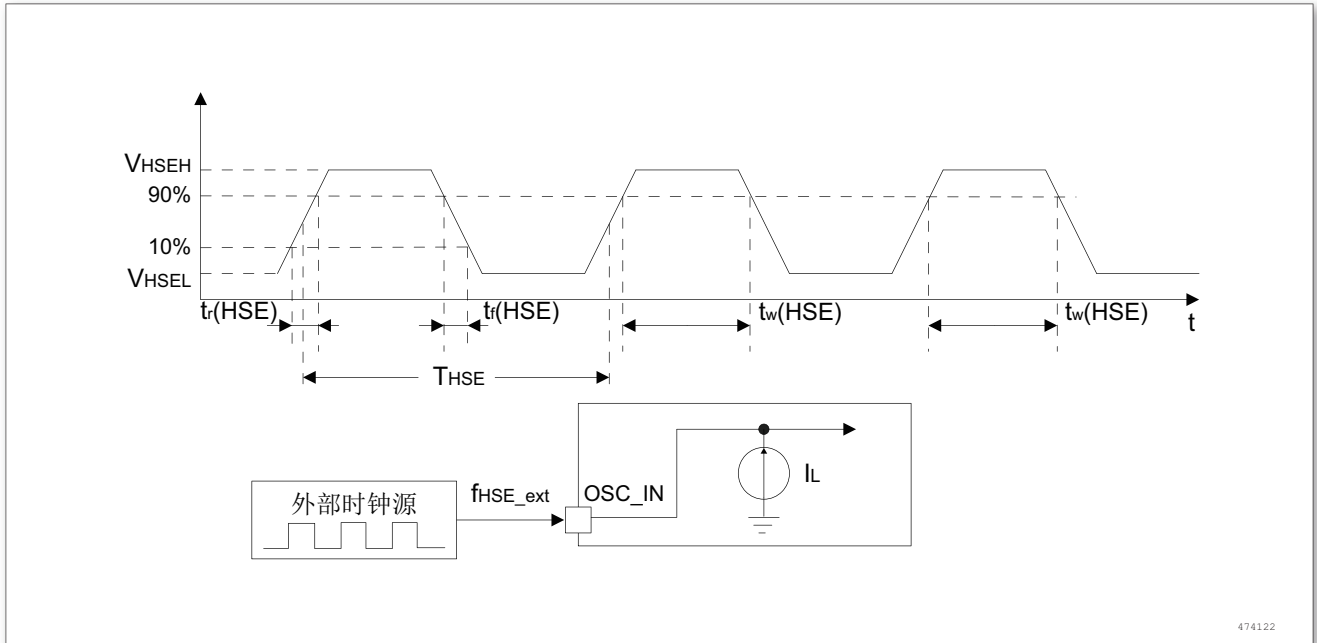 VHSEH
90%
10%
VHSEL
tr(HSE)
tf(HSE)
tw(HSE)
tw(HSE)
t
THSE
外部时钟源
fHSE_ext
OSC_IN
IL
474122